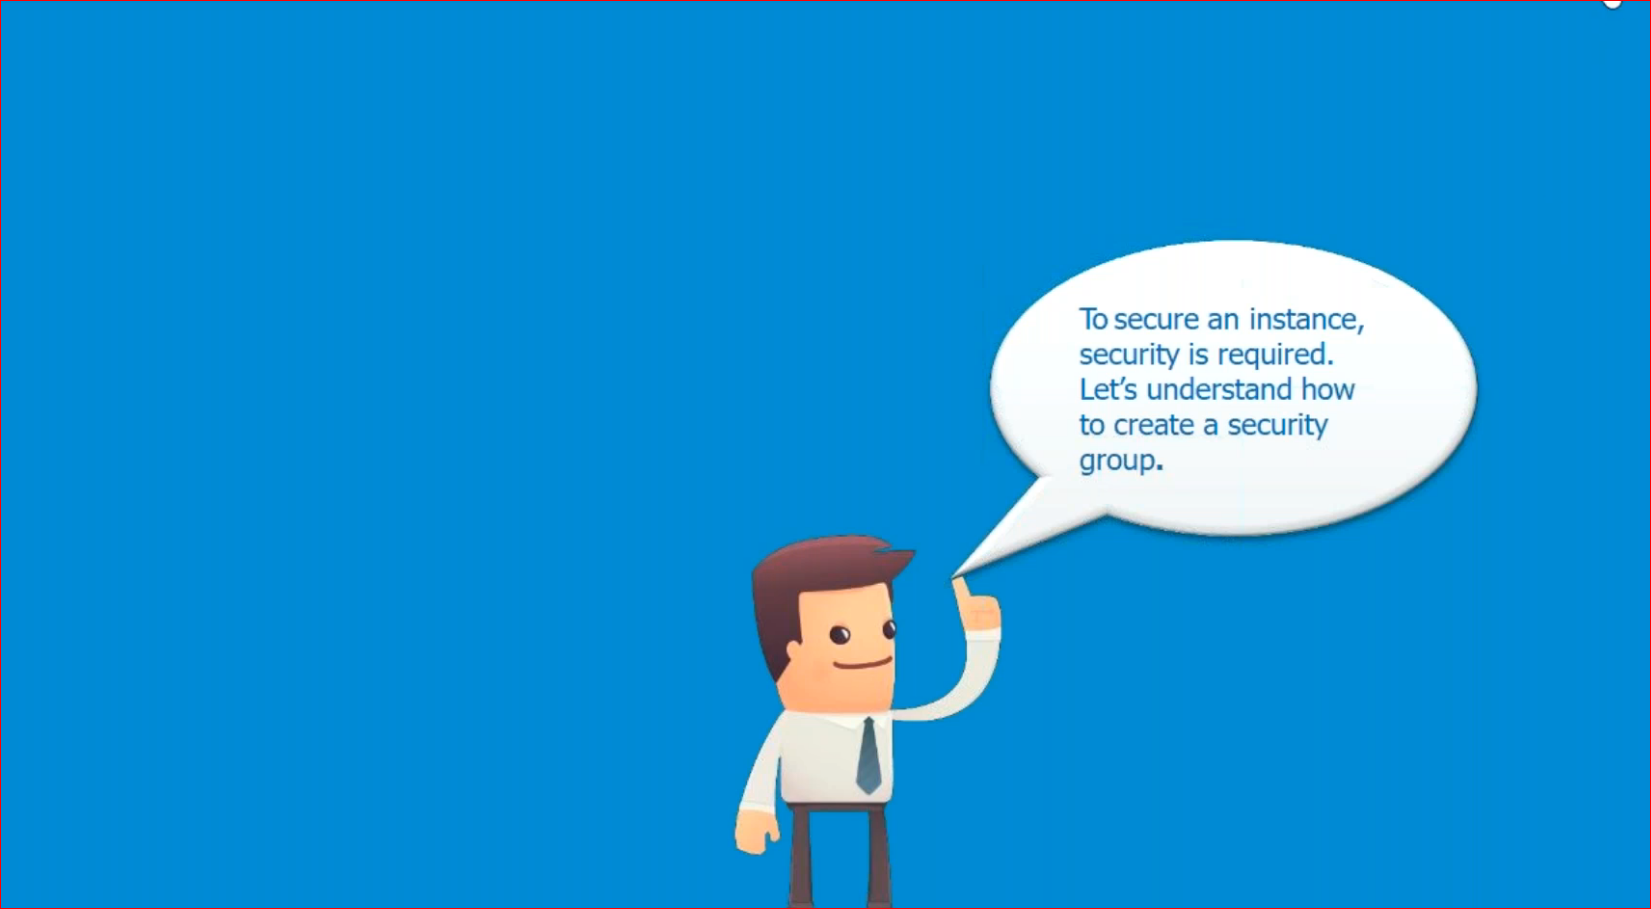 To secure an instance,
security is required.
Let’s understand how
to create a security
group.